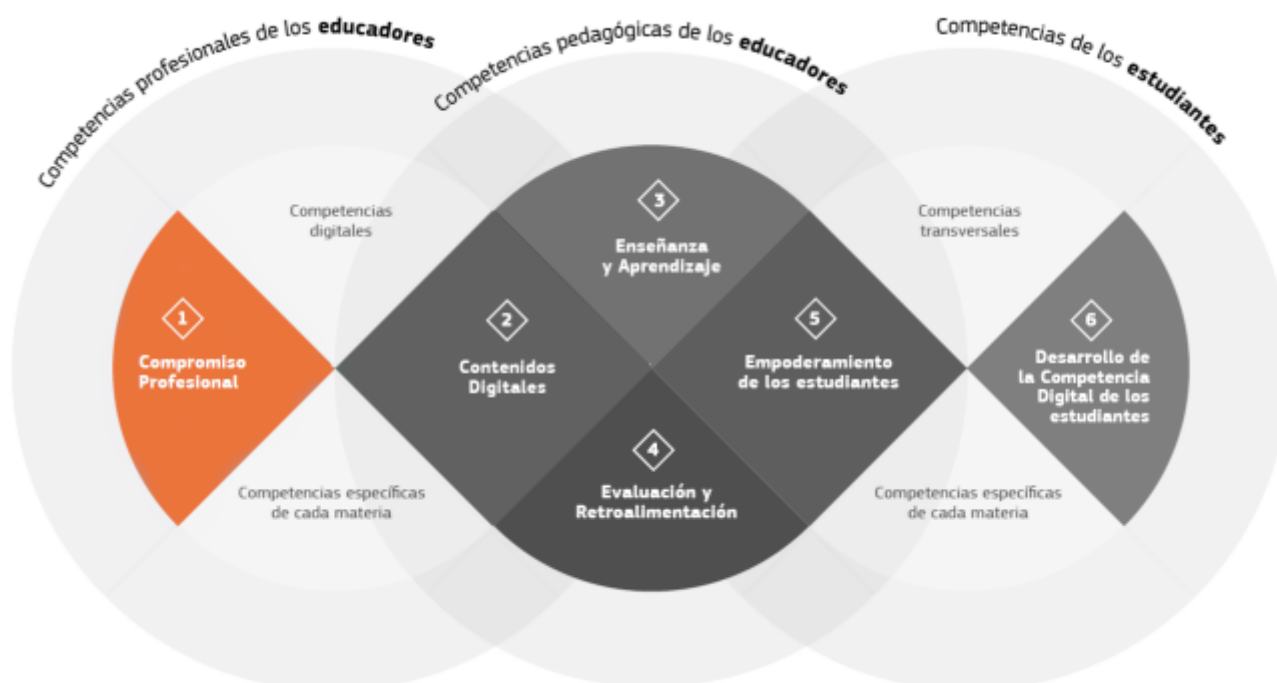 Competencias profesionales de los educadores
Competencias pedagógicas de los educadores
Competencias de los estudiantes
Competencias
digitales
Competencias
transversales
3
Enseñanza
y Aprendizaje
1
Compromiso
Profesional
2
Contenidos
Digitales
5
Empoderamiento
de los estudiantes
6
Desarrollo de
la Competencia
Digital de los
estudiantes
4
Evaluación y
Retroalimentación
Competencias específicas
de cada materia
Competencias específicas
de cada materia